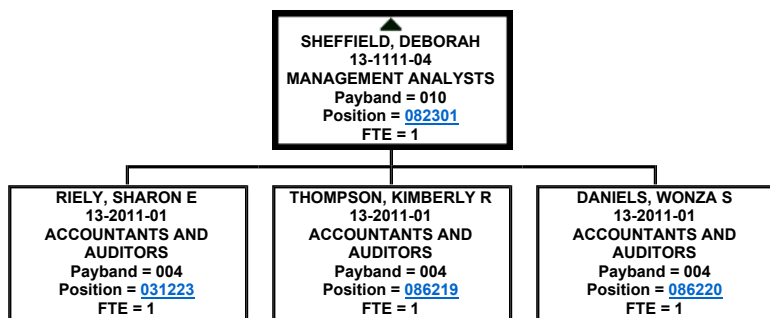 SHEFFIELD, DEBORAH
13-1111-04
MANAGEMENT ANALYSTS
Payband = 010
Position = 082301
FTE = 1
RIELY, SHARON E
13-2011-01
ACCOUNTANTS AND
AUDITORS
Payband = 004
Position = 031223
FTE = 1
THOMPSON, KIMBERLY R
13-2011-01
ACCOUNTANTS AND
AUDITORS
Payband = 004
Position = 086219
FTE = 1
DANIELS, WONZA S
13-2011-01
ACCOUNTANTS AND
AUDITORS
Payband = 004
Position = 086220
FTE = 1